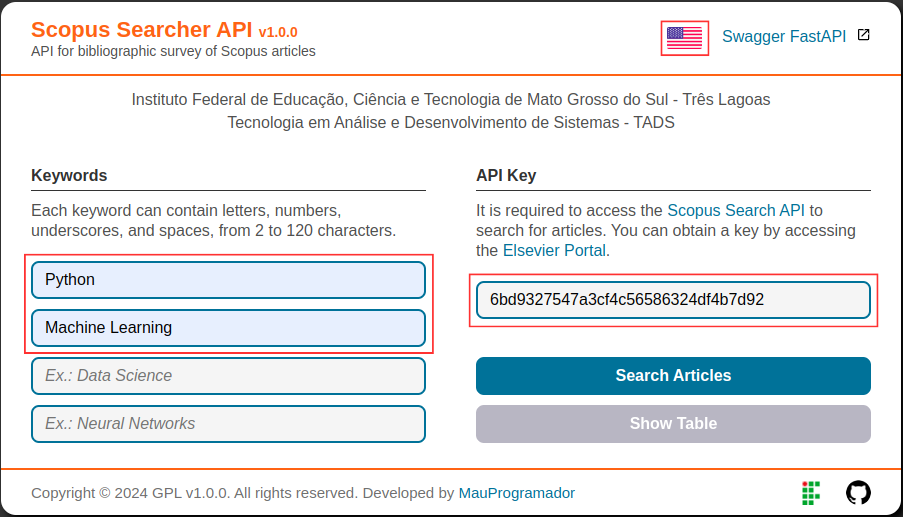 Scopus Searcher API v1.0.0
API for bibliographic survey of Scopus articles
Swagger FastAPI
Instituto Federal de Educação, Ciência e Tecnologia de Mato Grosso do Sul - Três Lagoas
Tecnologia em Análise e Desenvolvimento de Sistemas - TADS
Keywords
Each keyword can contain letters, numbers,
underscores, and spaces, from 2 to 120 characters.
Python
Machine Learning
Ex.: Data Science
Ex.: Neural Networks
API Key
It is required to access the Scopus Search API to
search for articles. You can obtain a key by accessing
the Elsevier Portal.
6bd9327547a3cf4c56586324df4b7d92
Search Articles
Show Table
Copyright © 2024 GPL v1.0.0. All rights reserved. Developed by MauProgramador